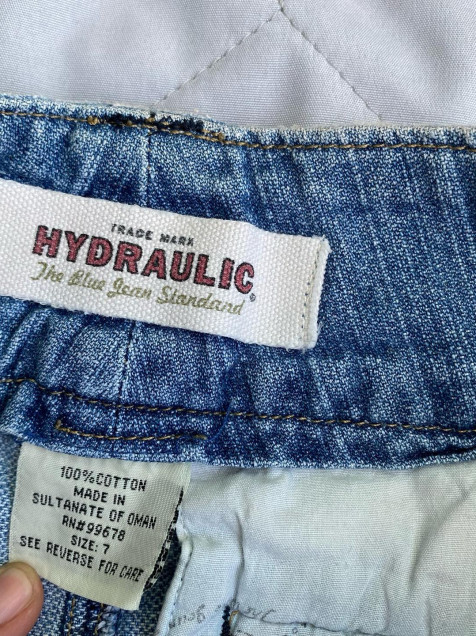 TRADE MARK
HYDRAULIC®
The Blue Jean Standard
100%COTTON
MADE IN
SULTANATE OF OMAN
RN#99678
SIZE: 7
SEE REVERSE FOR CARE